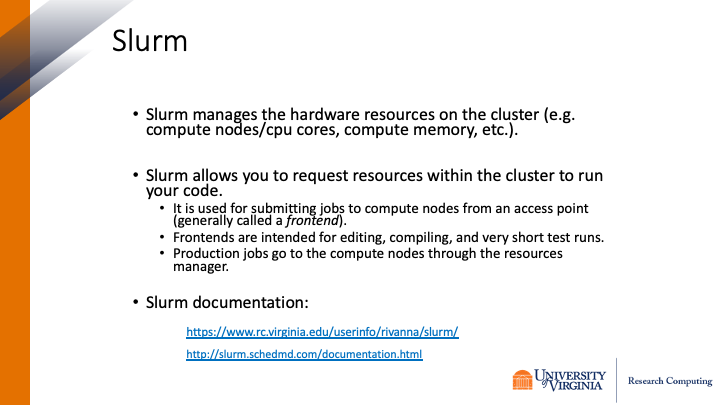 Slurm
• Slurm manages the hardware resources on the cluster (e.g.
compute nodes/cpu cores, compute memory, etc.).
• Slurm allows you to request resources within the cluster to run
your code.
• It is used for submitting jobs to compute nodes from an access point
(generally called a frontend).
• Frontends are intended for editing, compiling, and very short test runs.
• Production jobs go to the compute nodes through the resources
manager.
• Slurm documentation:
https://www.rc.virginia.edu/userinfo/rivanna/slurm/
http://slurm.schedmd.com/documentation.html
UNIVERSITY
of VIRGINIA
Research Computing